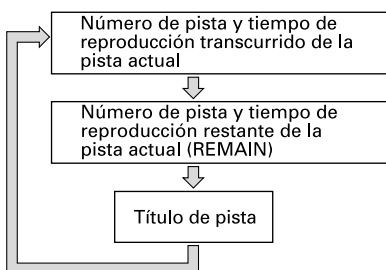 Número de pista y tiempo de
reproducción transcurrido de la
pista actual
Número de pista y tiempo de
reproducción restante de la
pista actual (REMAIN)
Título de pista